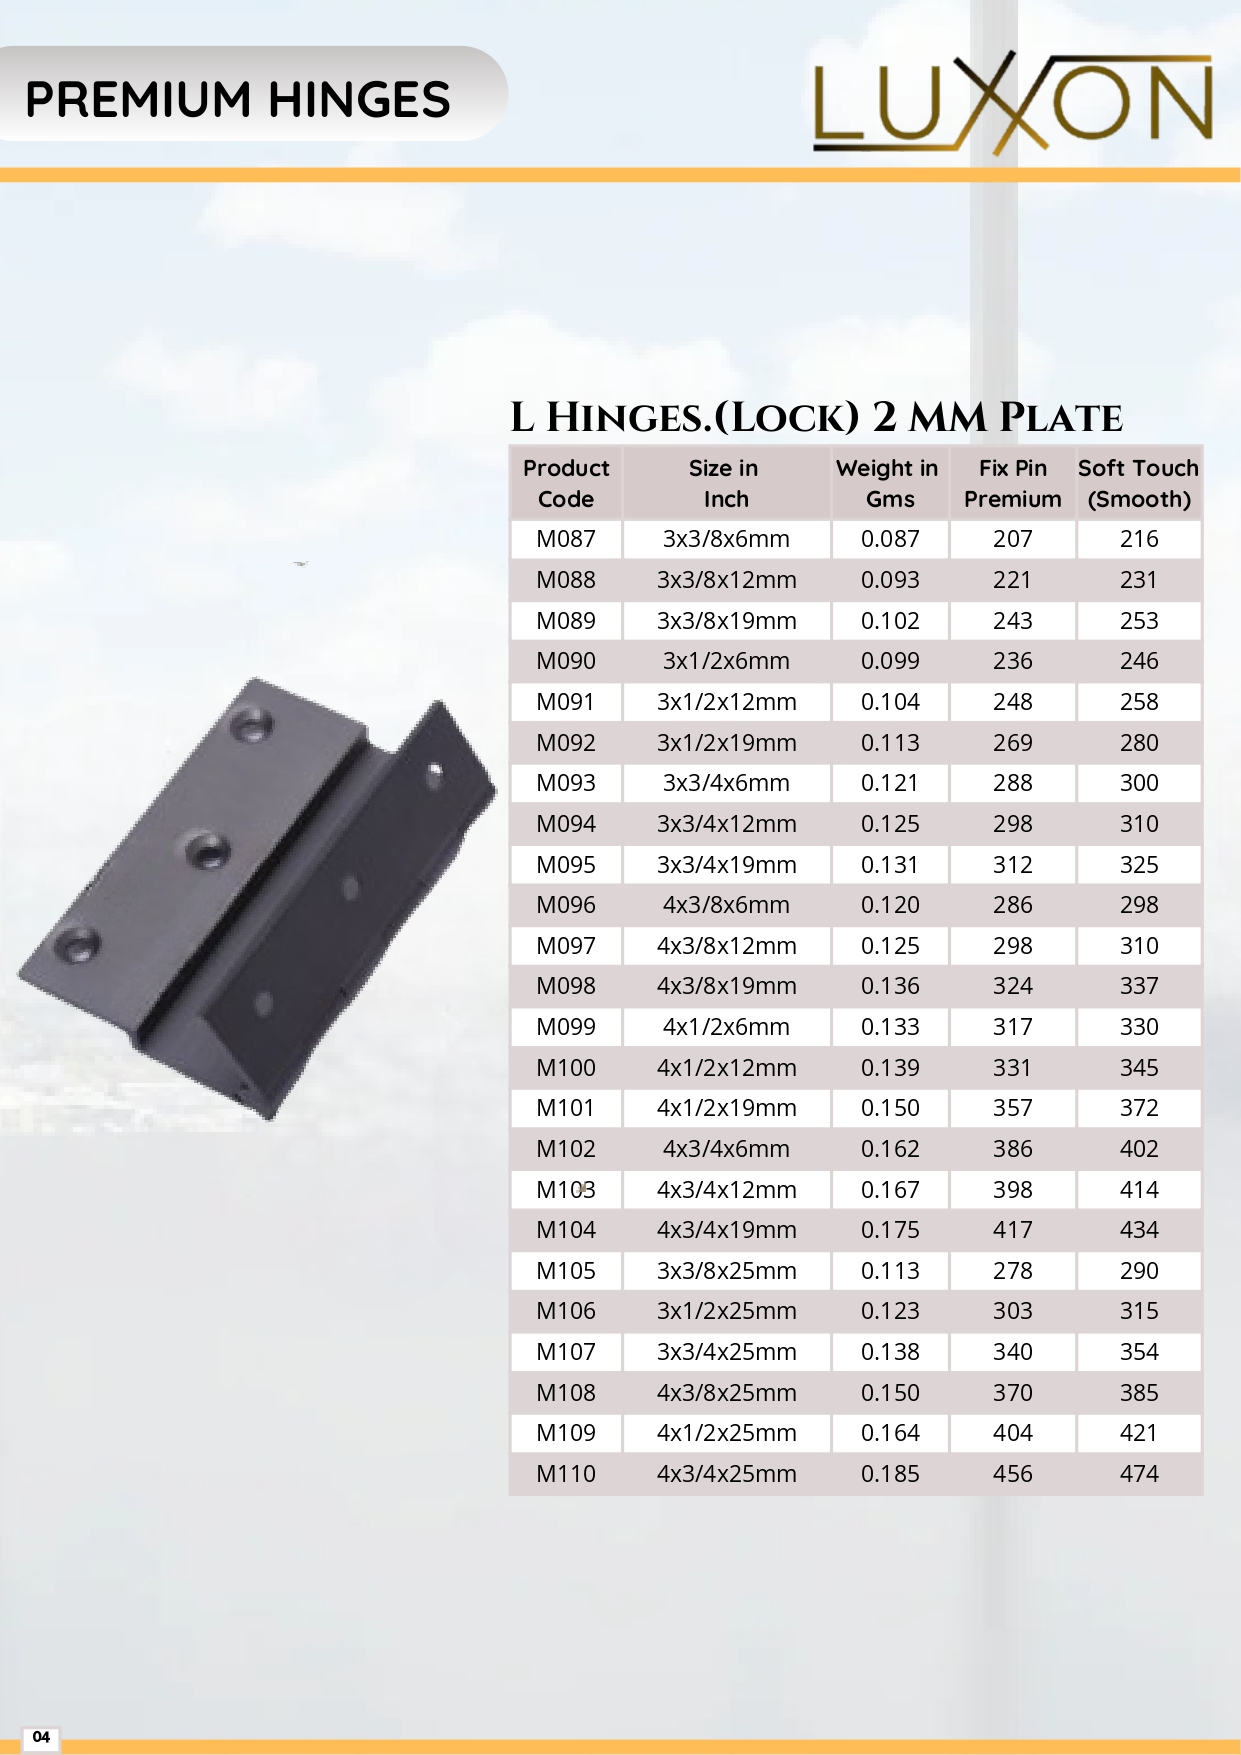 PREMIUM HINGES
LUXXON
L Hinges.(Lock) 2 MM Plate
Product Code Size in Inch Weight in Gms Fix Pin Premium Soft Touch (Smooth)
M087 3x3/8x6mm 0.087 207 216
M088 3x3/8x12mm 0.093 221 231
M089 3x3/8x19mm 0.102 243 253
M090 3x1/2x6mm 0.099 236 246
M091 3x1/2x12mm 0.104 248 258
M092 3x1/2x19mm 0.113 269 280
M093 3x3/4x6mm 0.121 288 300
M094 3x3/4x12mm 0.125 298 310
M095 3x3/4x19mm 0.131 312 325
M096 4x3/8x6mm 0.120 286 298
M097 4x3/8x12mm 0.125 298 310
M098 4x3/8x19mm 0.136 324 337
M099 4x1/2x6mm 0.133 317 330
M100 4x1/2x12mm 0.139 331 345
M101 4x1/2x19mm 0.150 357 372
M102 4x3/4x6mm 0.162 386 402
M103 4x3/4x12mm 0.167 398 414
M104 4x3/4x19mm 0.175 417 434
M105 3x3/8x25mm 0.113 278 290
M106 3x1/2x25mm 0.123 303 315
M107 3x3/4x25mm 0.138 340 354
M108 4x3/8x25mm 0.150 370 385
M109 4x1/2x25mm 0.164 404 421
M110 4x3/4x25mm 0.185 456 474
04